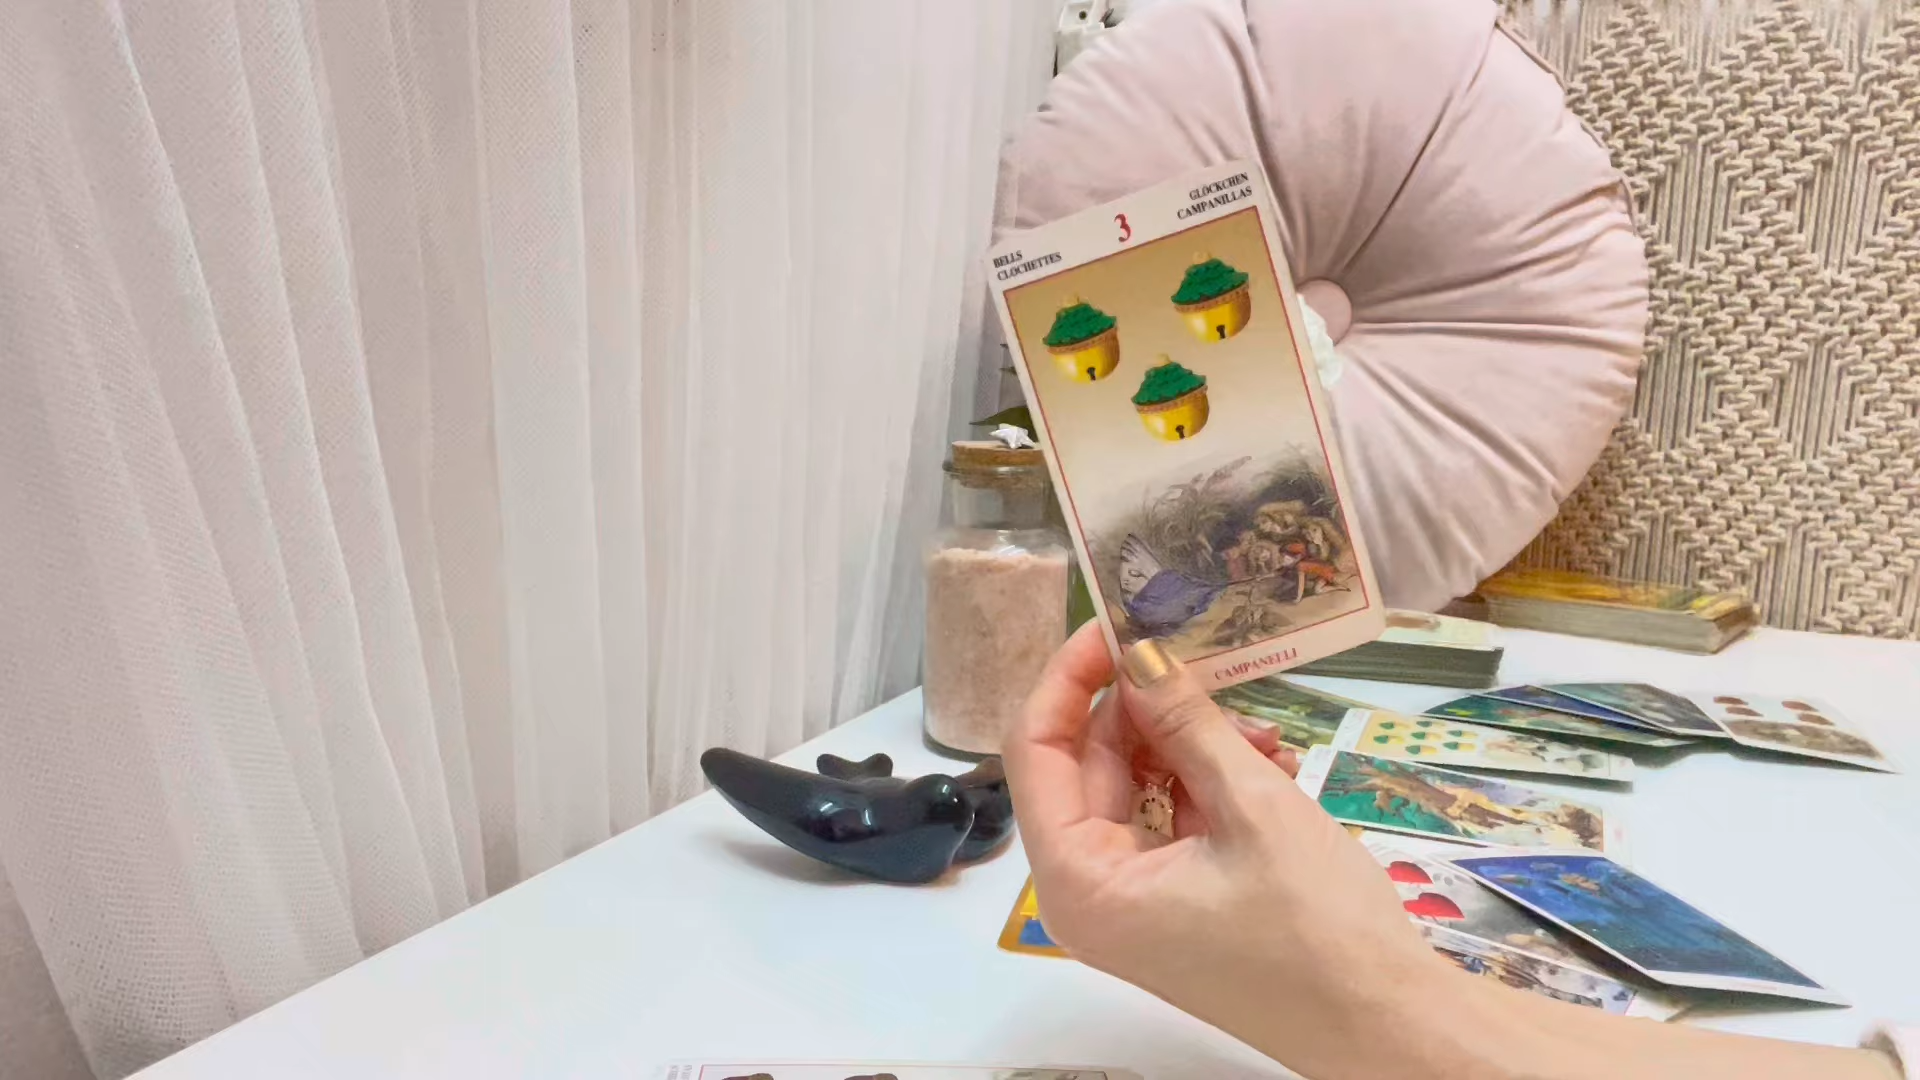 BELLS
CLOCHETTES
3
GLÖCKCHEN
CAMPANILLAS
CAMPANELLI